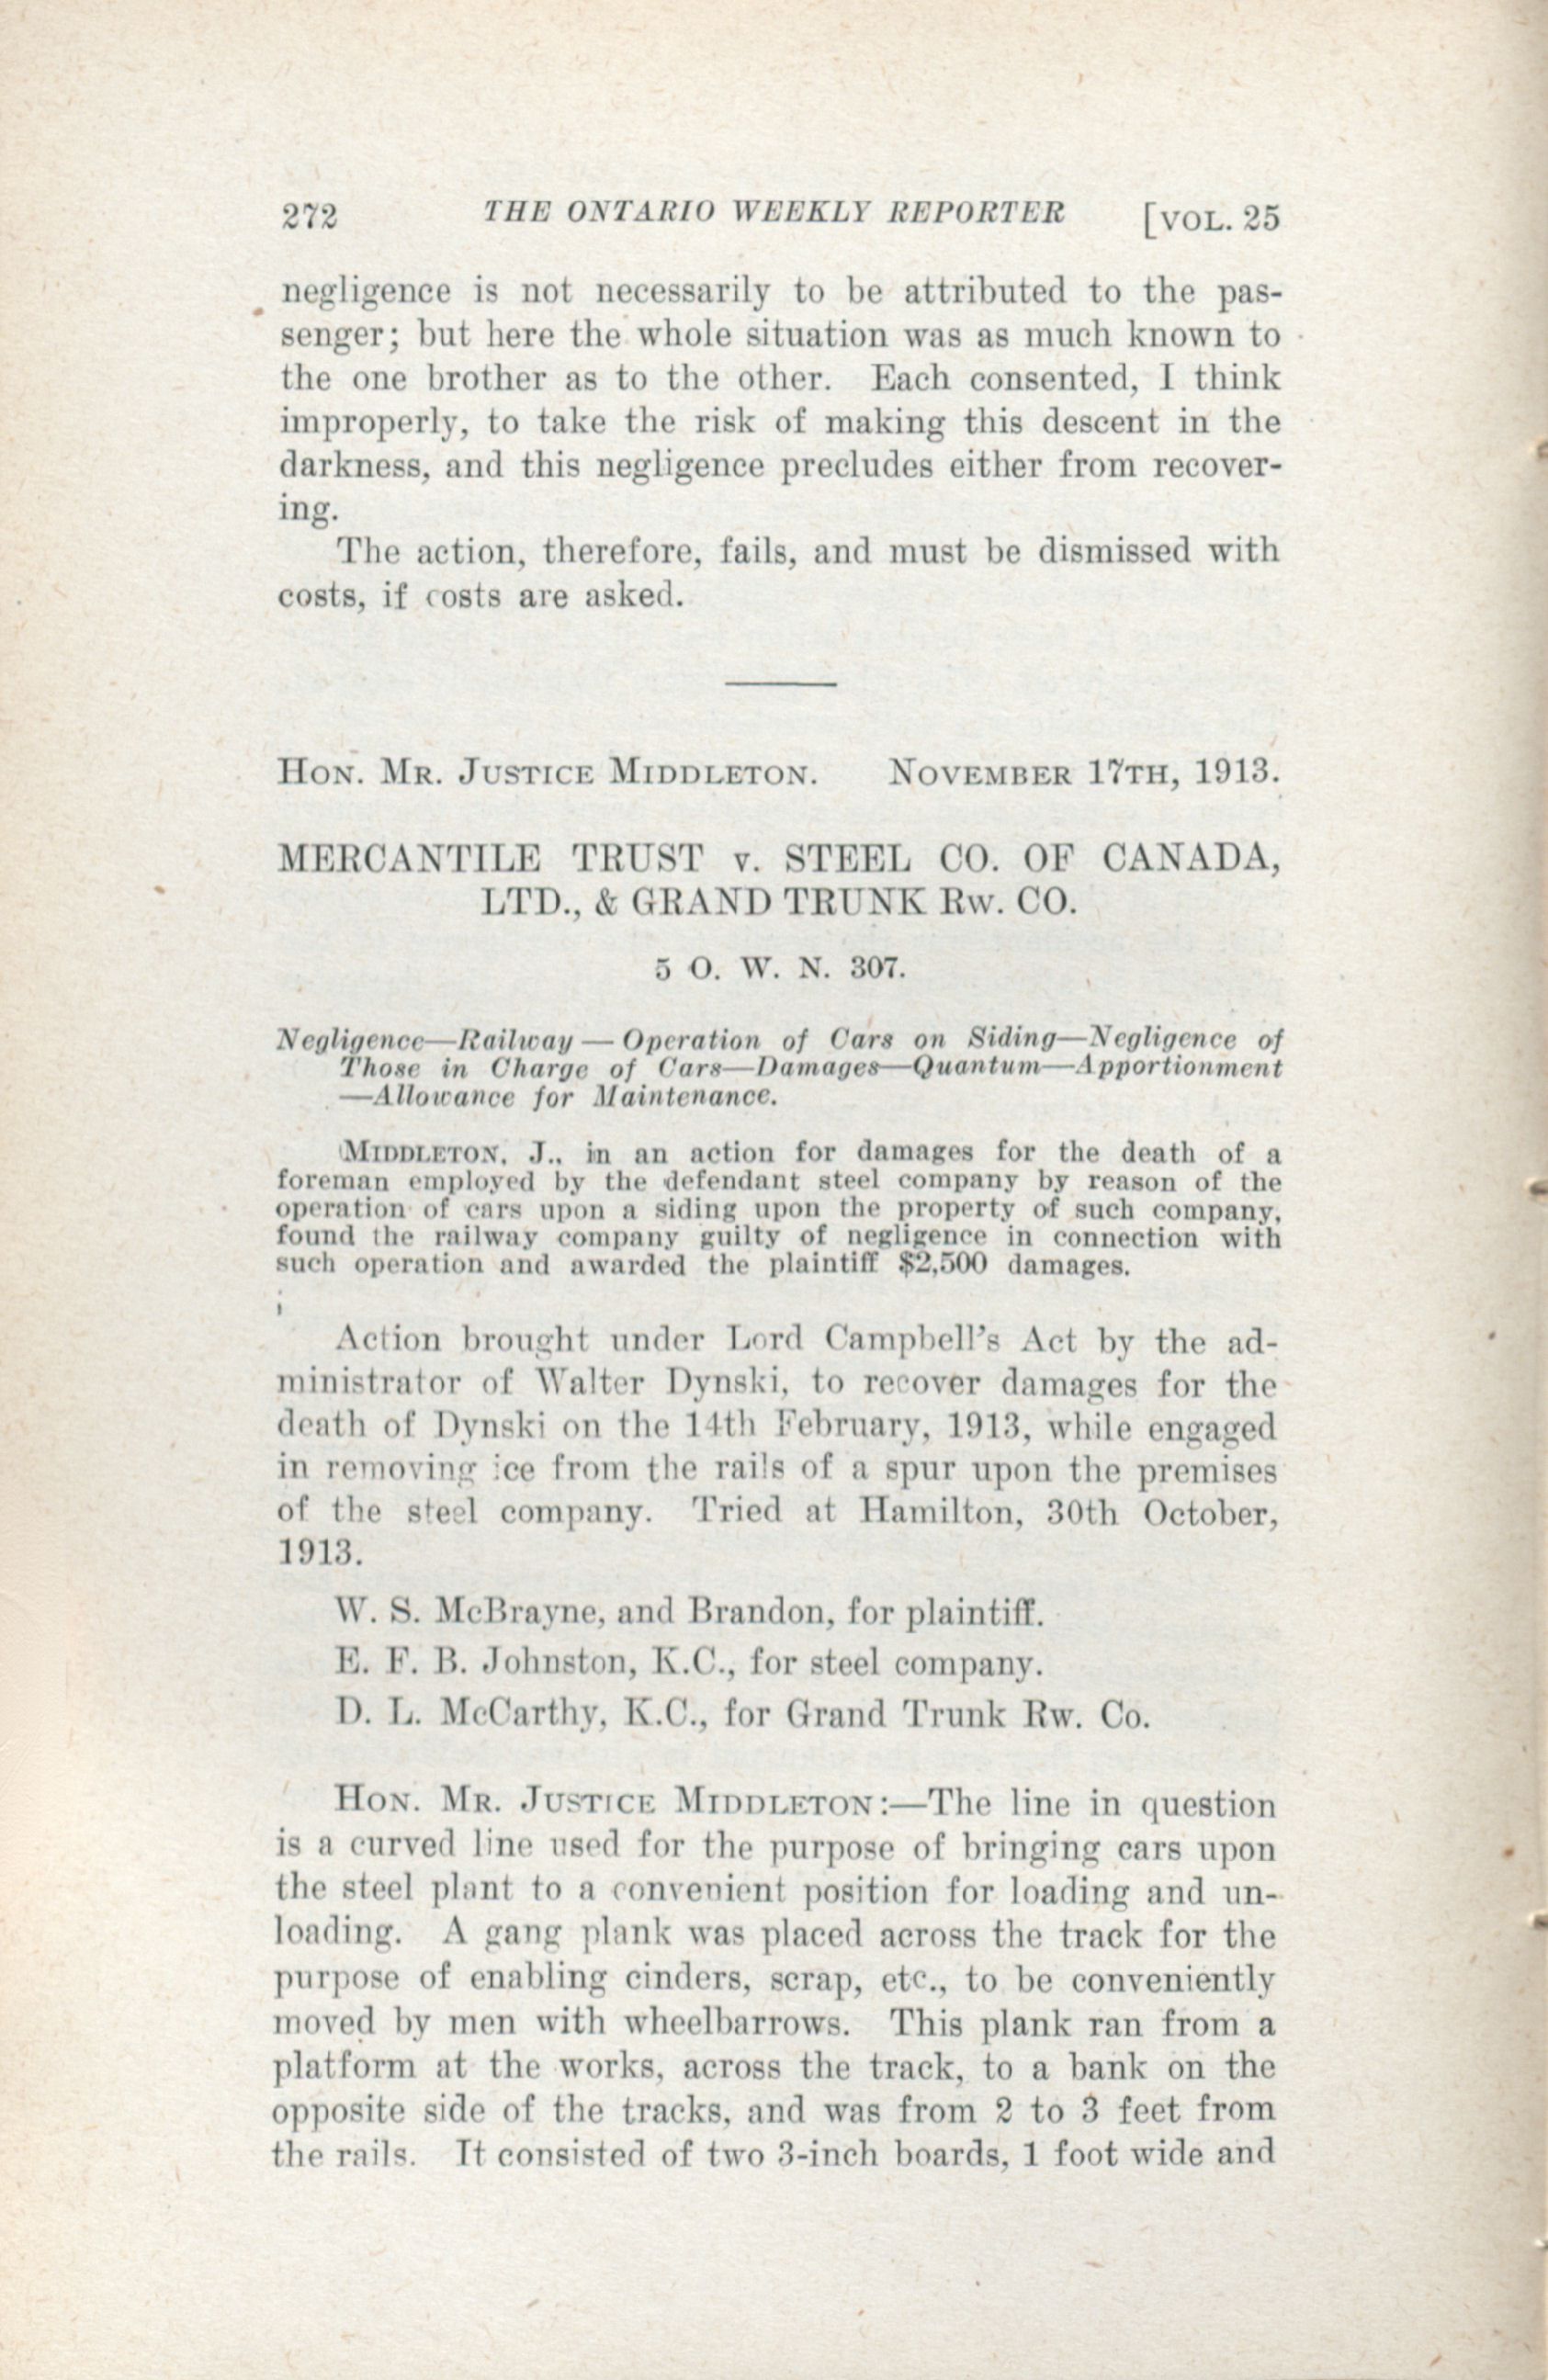 272 THE ONTARIO WEEKLY REPORTER [VOL. 25
negligence is not necessarily to be attributed to the pas-
senger; but here the whole situation was as much known to
the one brother as to the other. Each consented, I think
improperly, to take the risk of making this descent in the
darkness, and this negligence precludes either from recover-
ing.
The action, therefore, fails, and must be dismissed with
costs, if costs are asked.
HON. MR. JUSTICE MIDDLETON. NOVEMBER 17TH, 1913.
MERCANTILE TRUST v. STEEL CO. OF CANADA,
LTD., & GRAND TRUNK Rw. CO.
5 O. W. N. 307.
Negligence—Railway — Operation of Cars on Siding—Negligence of
Those in Charge of Cars—Damages—Quantum—Apportionment
—Allowance for Maintenance.
MIDDLETON, J., in an action for damages for the death of a
foreman employed by the defendant steel company by reason of the
operation of cars upon a siding upon the property of such company,
found the railway company guilty of negligence in connection with
such operation and awarded the plaintiff $2,500 damages.
Action brought under Lord Campbell's Act by the ad-
ministrator of Walter Dynski, to recover damages for the
death of Dynski on the 14th February, 1913, while engaged
in removing ice from the rails of a spur upon the premises
of the steel company. Tried at Hamilton, 30th October,
1913.
W. S. McBrayne, and Brandon, for plaintiff.
E. F. B. Johnston, K.C., for steel company.
D. L. McCarthy, K.C., for Grand Trunk Rw. Co.
HON. MR. JUSTICE MIDDLETON:—The line in question
is a curved line used for the purpose of bringing cars upon
the steel plant to a convenient position for loading and un-
loading. A gang plank was placed across the track for the
purpose of enabling cinders, scrap, etc., to be conveniently
moved by men with wheelbarrows. This plank ran from a
platform at the works, across the track, to a bank on the
opposite side of the tracks, and was from 2 to 3 feet from
the rails. It consisted of two 3-inch boards, 1 foot wide and